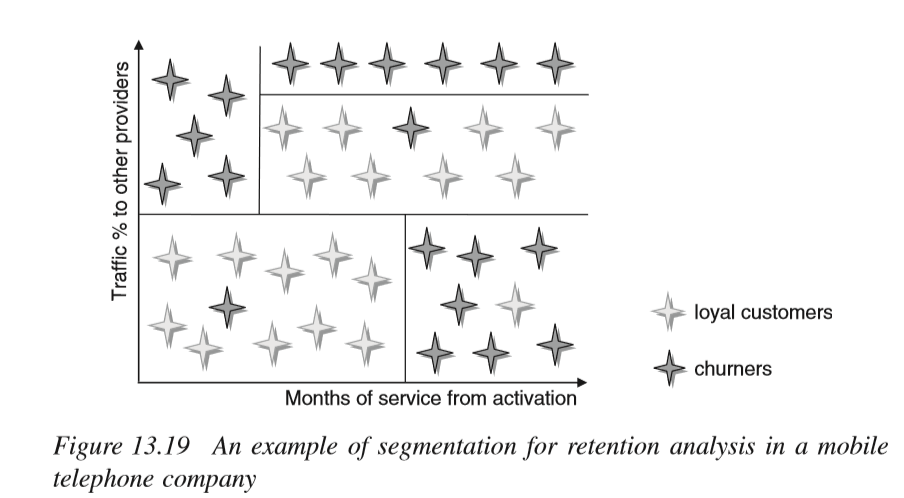 Traffic % to other providers
Months of service from activation
loyal customers
churners
Figure 13.19 An example of segmentation for retention analysis in a mobile
telephone company